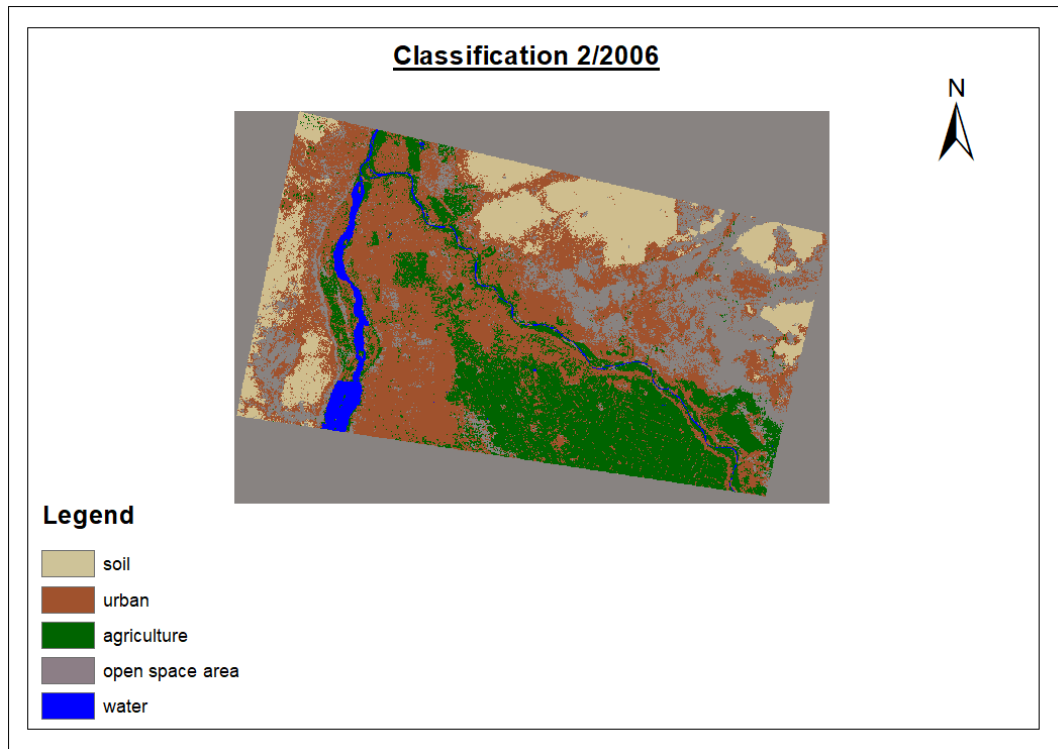 Classification 2/2006
N
Legend
soil
urban
agriculture
open space area
water